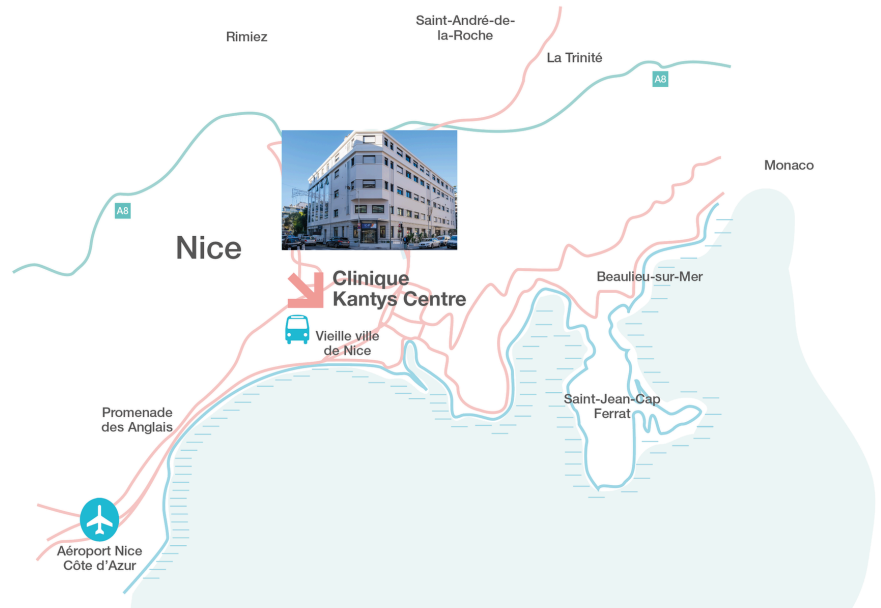 Saint-André-de-
la-Roche
Rimiez
La Trinité
A8
Monaco
A8
Nice
Clinique
Kantys Centre
Beaulieu-sur-Mer
Vieille ville
de Nice
Saint-Jean-Cap
Ferrat
Promenade
des Anglais
Aéroport Nice
Côte d'Azur